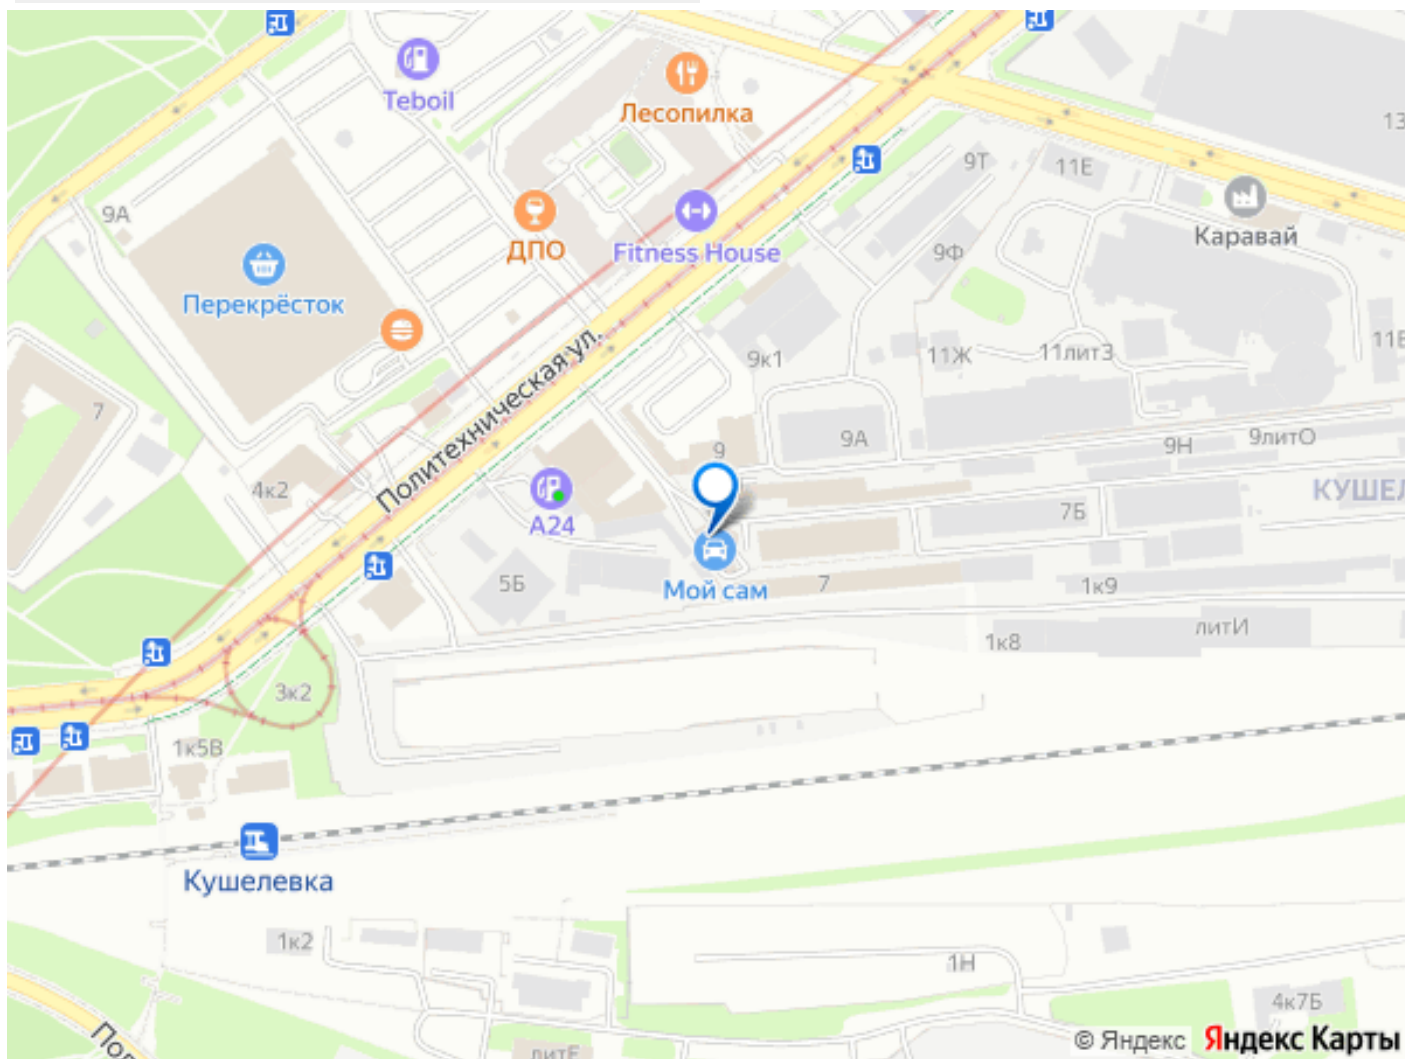 Teboil
Лесопилка
13
9Т
11Е
9А
Каравай
ДПО
Fitness House
9Ф
Перекрёсток
Политехническая ул.
9к1
11Ж
11литЗ
7
9
9А
9Н
9литО
4к2
А24
КУШЕЛ
7Б
5Б
Мой сам
7
1к9
1к8
литИ
3к2
1к5В
Кушелевка
1к2
1Н
4к7Б
литЕ
© Яндекс Яндекс Карты